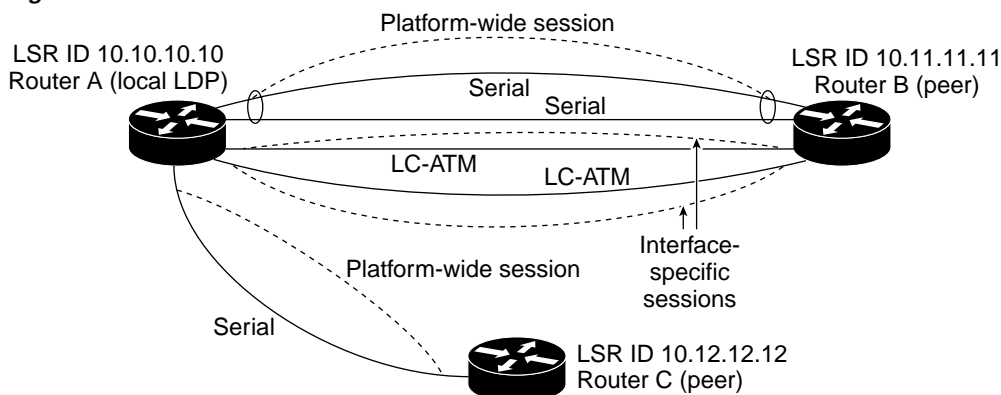 Platform-wide session
LSR ID 10.10.10.10
Router A (local LDP)
LSR ID 10.11.11.11
Router B (peer)
Serial
Serial
LC-ATM
LC-ATM
Interface-
specific
sessions
Platform-wide session
Serial
LSR ID 10.12.12.12
Router C (peer)